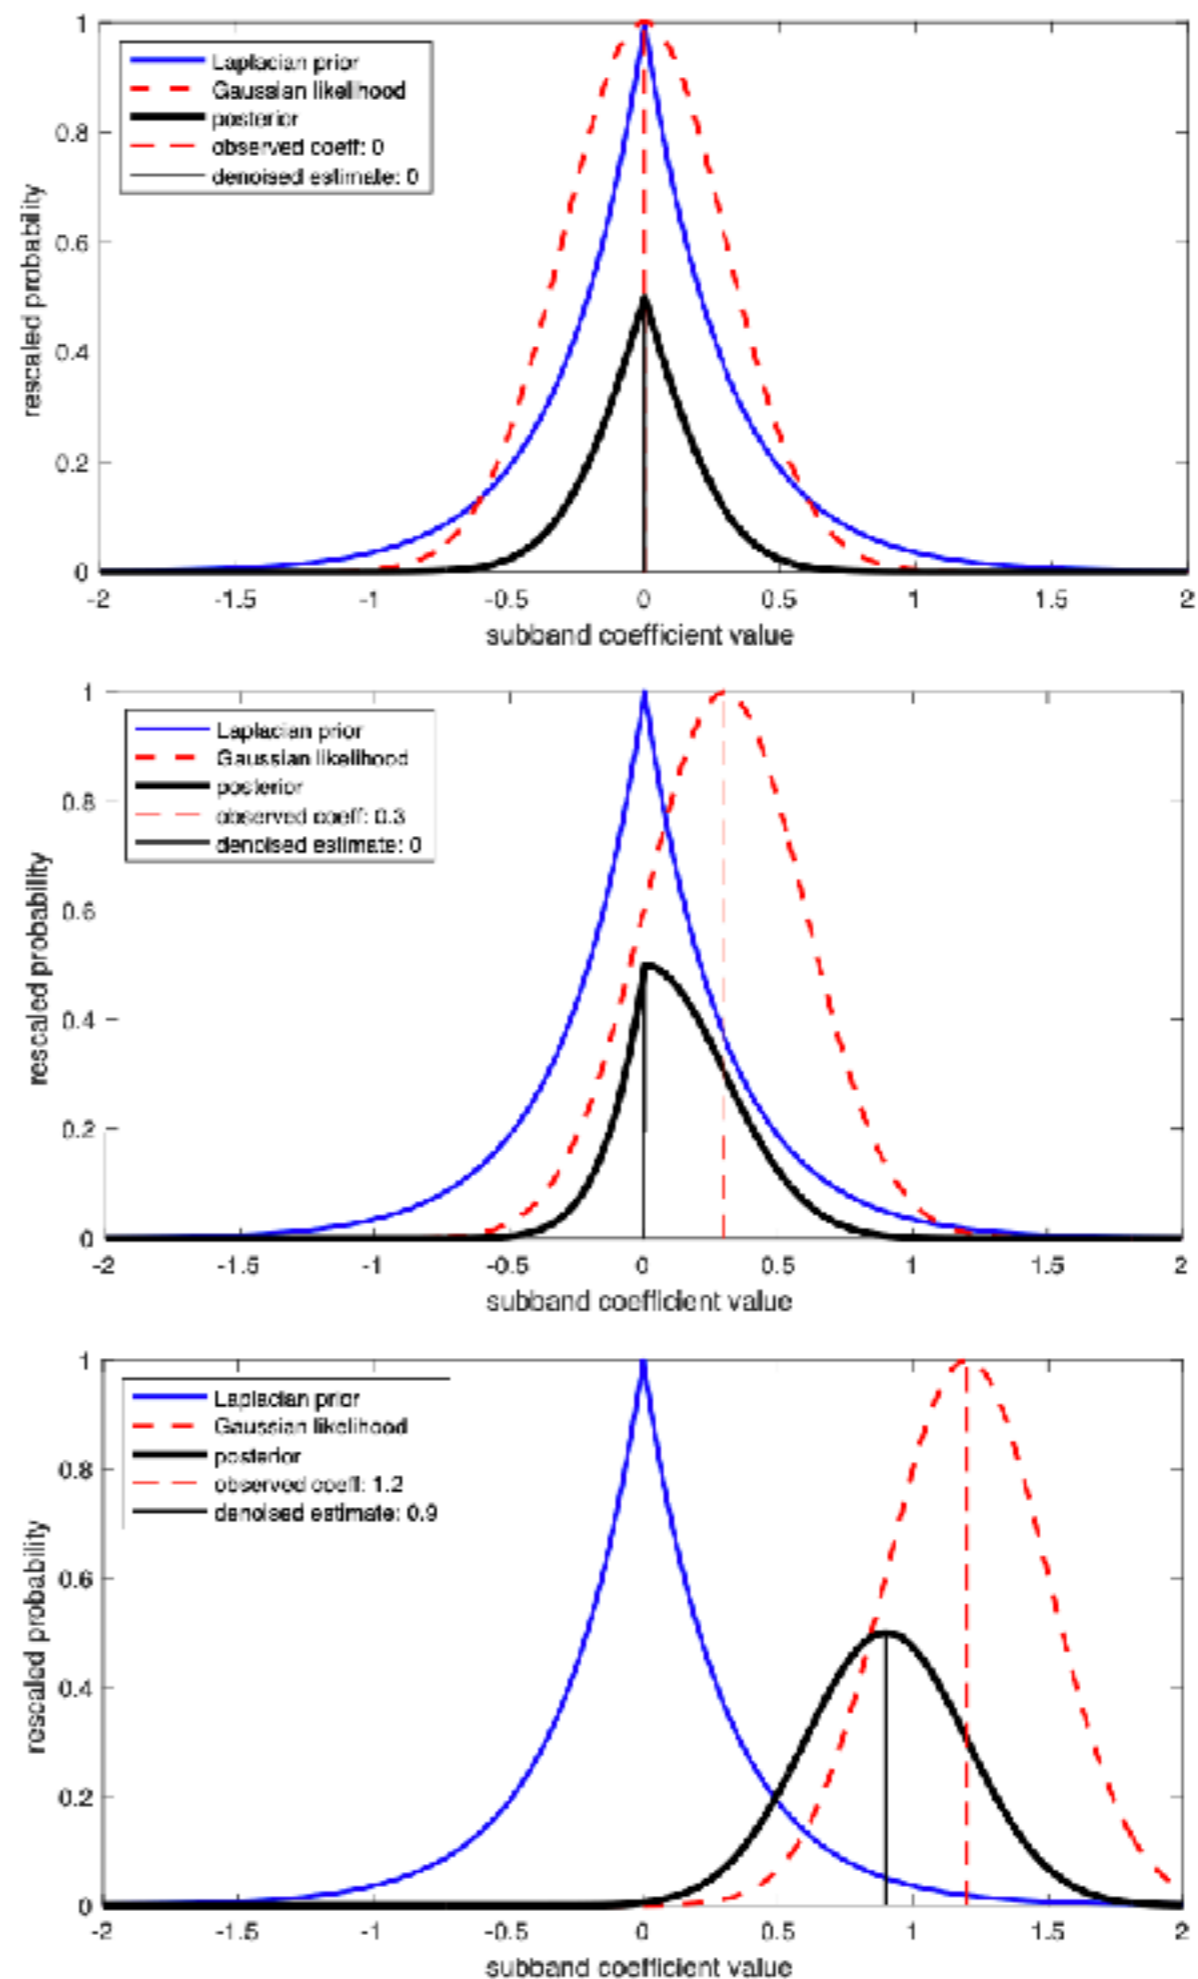 1
Laplacian prior
Gaussian likelihood
posterior
observed coeff: 0
denoised estimate: 0
0.8
0.6
0.4
0.2
0
rescaled probability
-2 -1.5 -1 -0.5 0 0.5 1 1.5 2
subband coefficient value
1
Laplacian prior
Gaussian likelihood
posterior
observed coeff: 0.3
denoised estimate: 0
0.8
0.6
0.4
0.2
0
rescaled probability
-2 -1.5 -1 -0.5 0 0.5 1 1.5 2
subband coefficient value
1
Laplacian prior
Gaussian likelihood
posterior
observed coeff: 1.2
denoised estimate: 0.9
0.8
0.6
0.4
0.2
0
rescaled probability
-2 -1.5 -1 -0.5 0 0.5 1 1.5 2
subband coefficient value